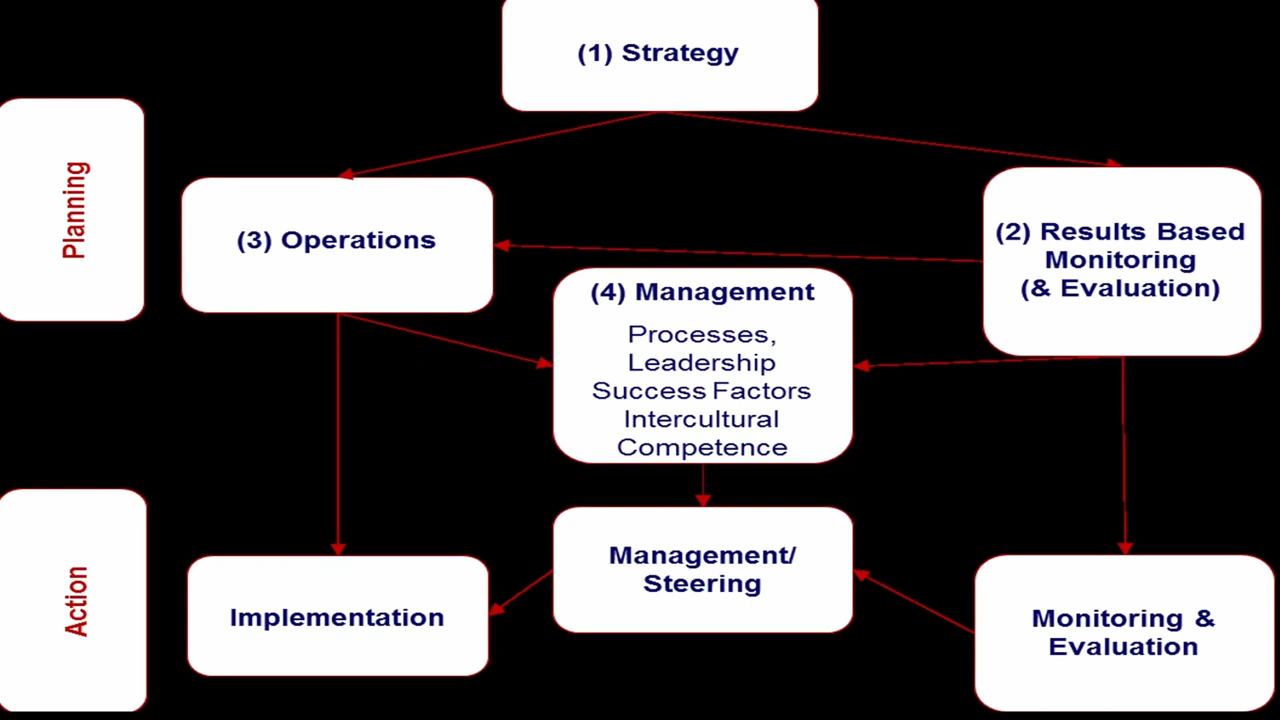 (1) Strategy
Planning
(3) Operations
(2) Results Based
Monitoring
(& Evaluation)
(4) Management
Processes,
Leadership
Success Factors
Intercultural
Competence
Action
Implementation
Management/
Steering
Monitoring &
Evaluation